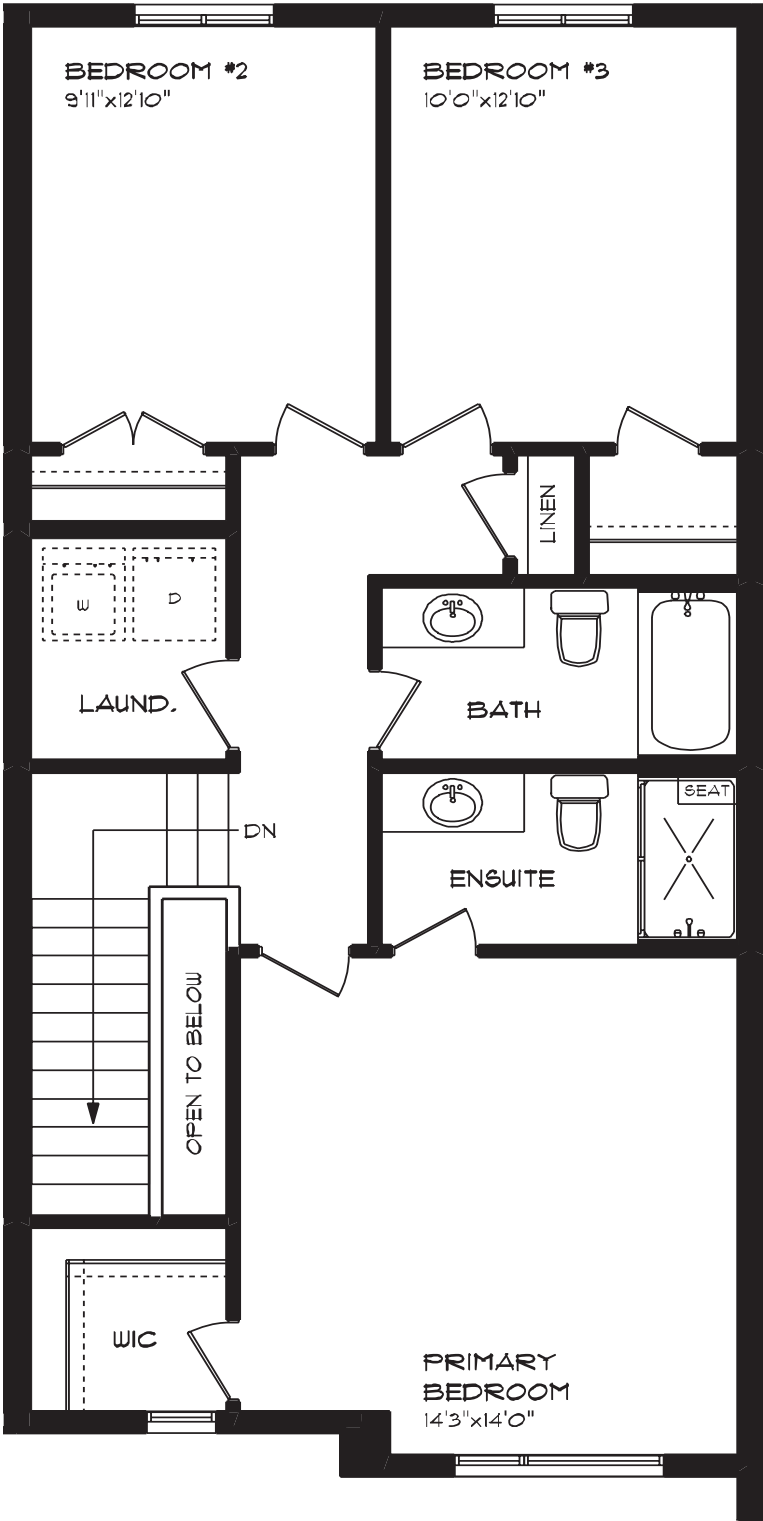 BEDROOM #2
9'11"x12'10"
BEDROOM #3
10'0"x12'10"
LINEN
W
D
LAUND.
BATH
SEAT
DN
ENSUITE
OPEN TO BELOW
WIC
PRIMARY
BEDROOM
14'3"x14'0"